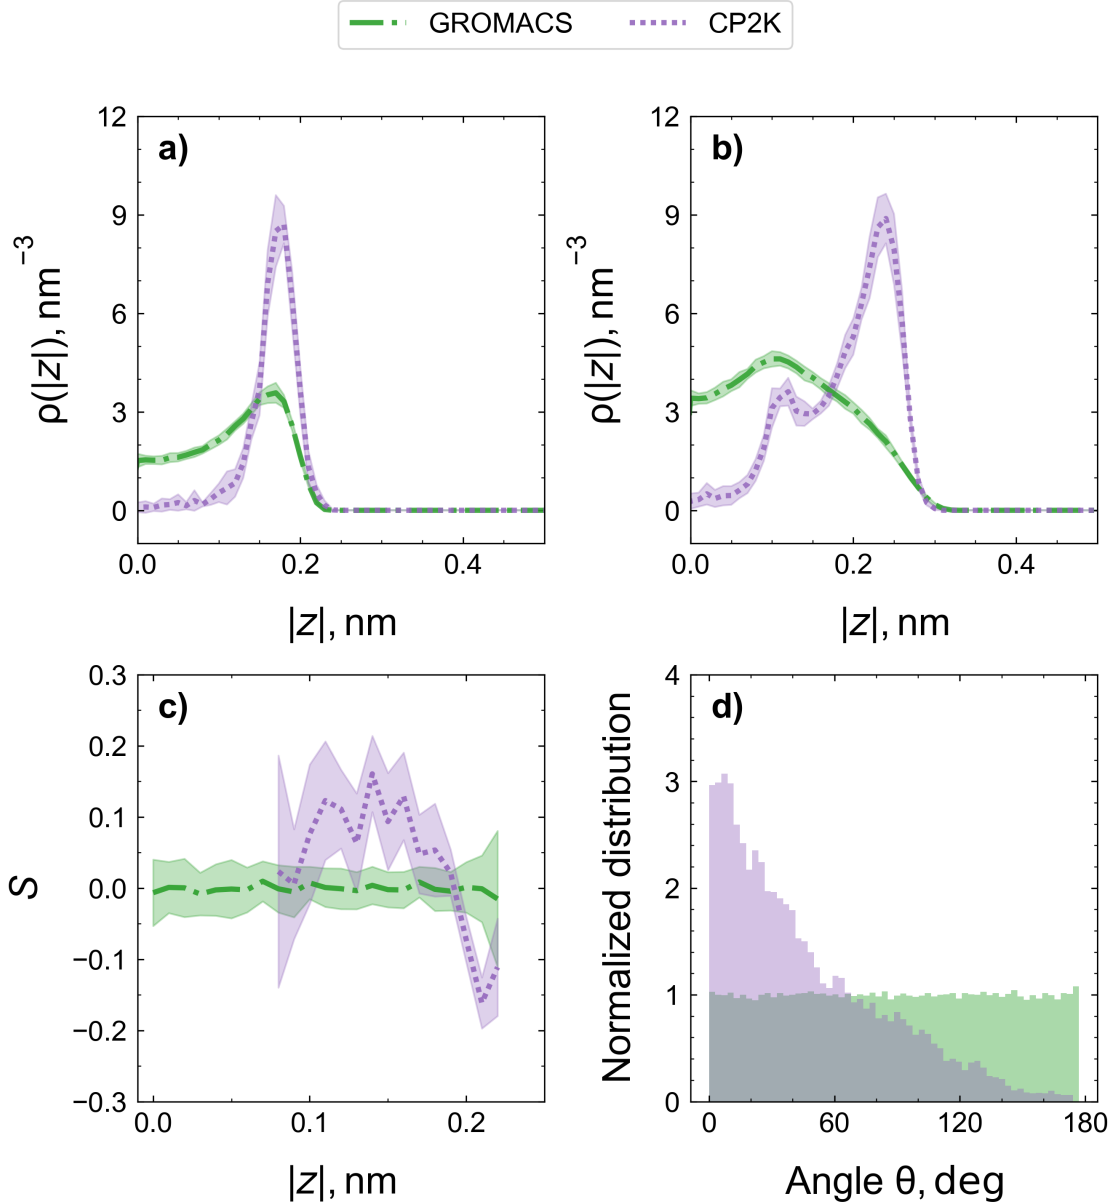 GROMACS CP2K
a)
12
9
6
3
0
ρ(|z|), nm⁻³
0.0 0.2 0.4
|z|, nm
b)
12
9
6
3
0
ρ(|z|), nm⁻³
0.0 0.2 0.4
|z|, nm
c)
0.3
0.2
0.1
0.0
−0.1
−0.2
−0.3
S
0.0 0.1 0.2
|z|, nm
d)
4
3
2
1
0
Normalized distribution
0 60 120 180
Angle θ, deg